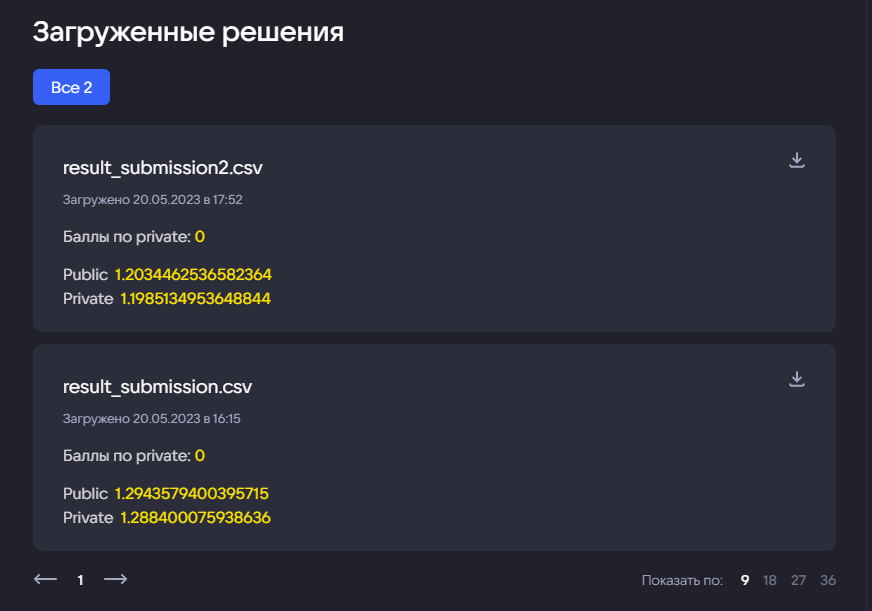 Загруженные решения
Все 2
result_submission2.csv
Загружено 20.05.2023 в 17:52
Баллы по private: 0
Public 1.2034462536582364
Private 1.1985134953648844
result_submission.csv
Загружено 20.05.2023 в 16:15
Баллы по private: 0
Public 1.2943579400395715
Private 1.288400075938636
1
Показать по: 9 18 27 36